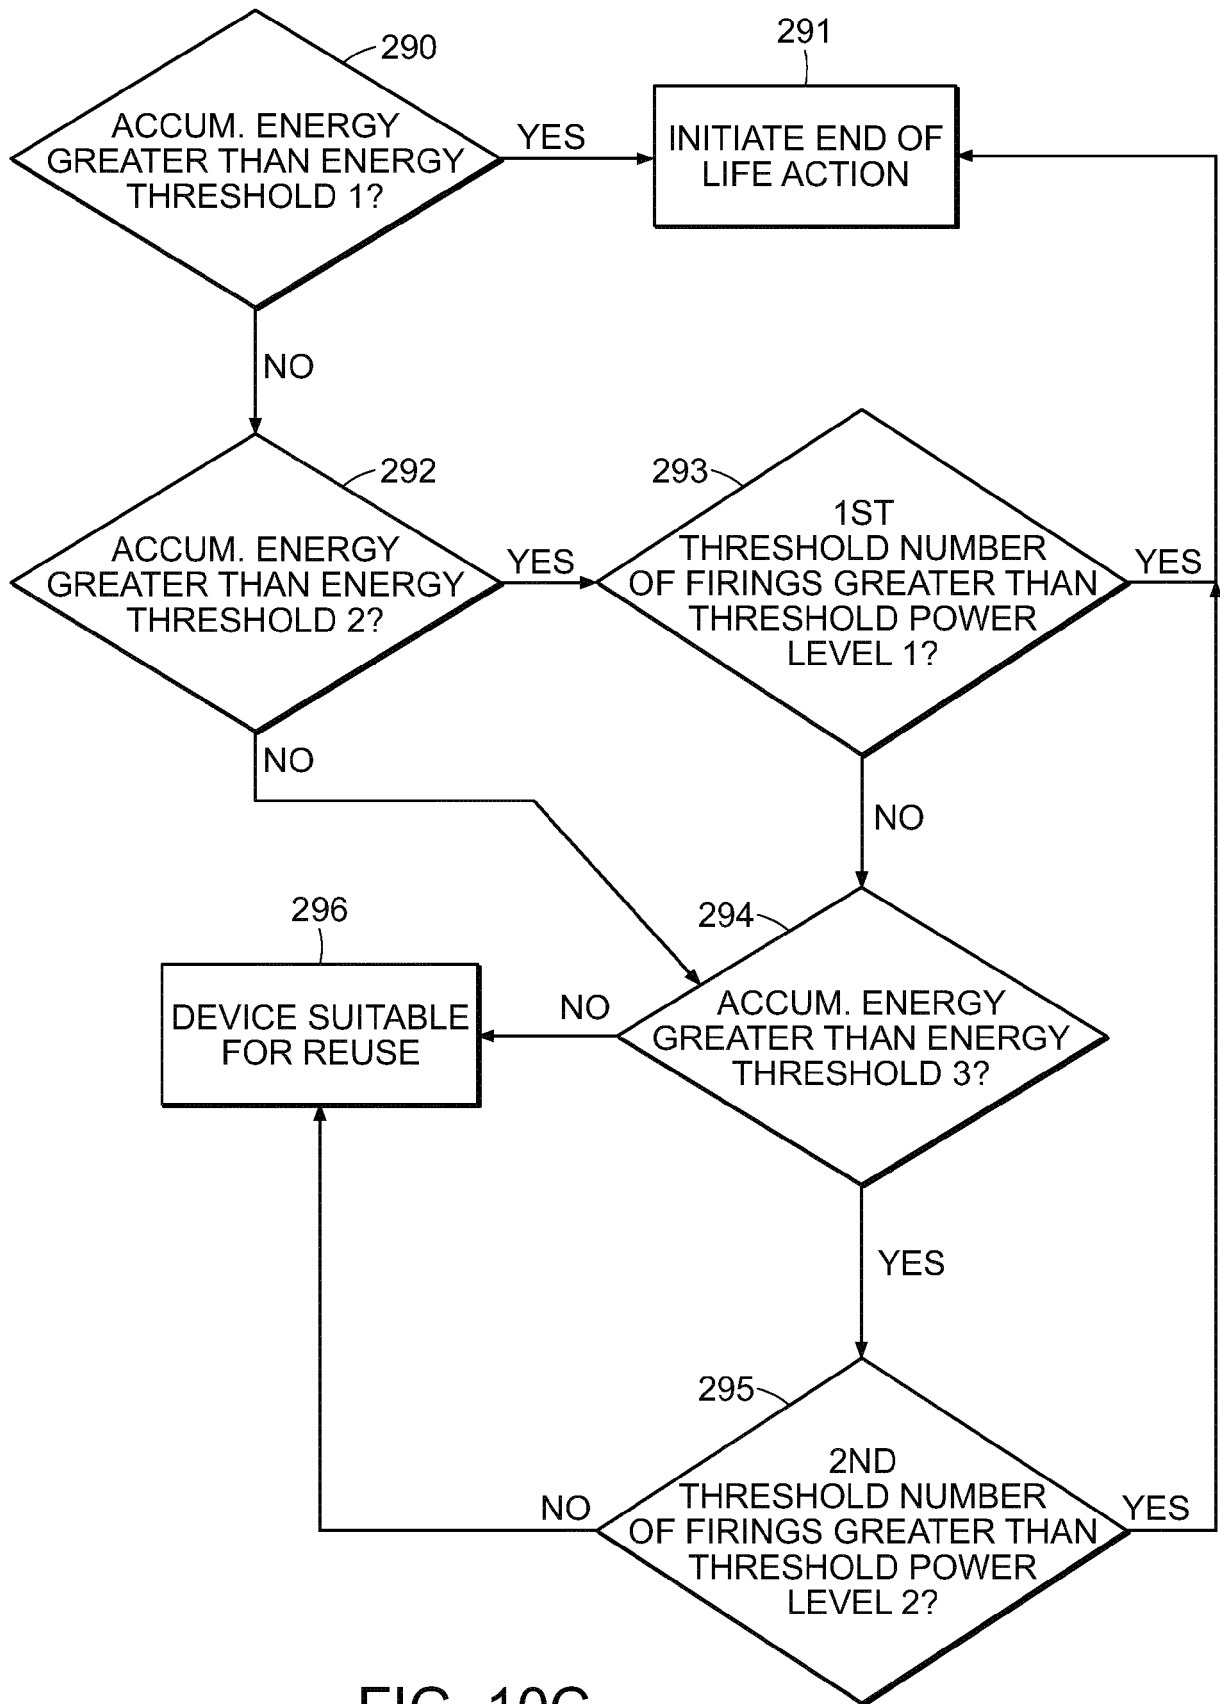 290
ACCUM. ENERGY
GREATER THAN ENERGY
THRESHOLD 1?
YES
291
INITIATE END OF
LIFE ACTION
NO
292
ACCUM. ENERGY
GREATER THAN ENERGY
THRESHOLD 2?
YES
293
1ST
THRESHOLD NUMBER
OF FIRINGS GREATER THAN
THRESHOLD POWER
LEVEL 1?
YES
NO
NO
294
ACCUM. ENERGY
GREATER THAN ENERGY
THRESHOLD 3?
NO
296
DEVICE SUITABLE
FOR REUSE
YES
295
2ND
THRESHOLD NUMBER
OF FIRINGS GREATER THAN
THRESHOLD POWER
LEVEL 2?
NO
YES
FIG. 10C